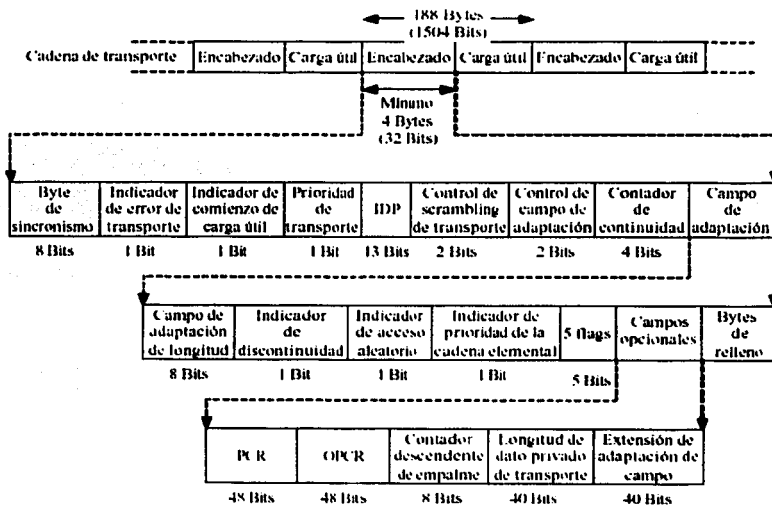 188 Bytes
(1504 Bits)
Cadena de transporte
Encabezado
Carga útil
Encabezado
Carga útil
Encabezado
Carga útil
Mínimo
4 Bytes
(32 Bits)
Byte
de
sincronismo
Indicador
de error de
transporte
Indicador de
comienzo de
carga útil
Prioridad
de
transporte
IDP
Control de
scrambling
de transporte
Control de
campo de
adaptación
Contador
de
continuidad
Campo
de
adaptación
8 Bits
1 Bit
1 Bit
1 Bit
13 Bits
2 Bits
2 Bits
4 Bits
Campo de
adaptación
de longitud
Indicador
de
discontinuidad
Indicador
de acceso
aleatorio
Indicador de
prioridad de la
cadena elemental
5 flags
Campos
opcionales
Bytes
de
relleno
8 Bits
1 Bit
1 Bit
1 Bit
5 Bits
PCR
OPCR
Contador
descendente
de empalme
Longitud de
dato privado
de transporte
Extensión de
adaptación de
campo
48 Bits
48 Bits
8 Bits
40 Bits
40 Bits